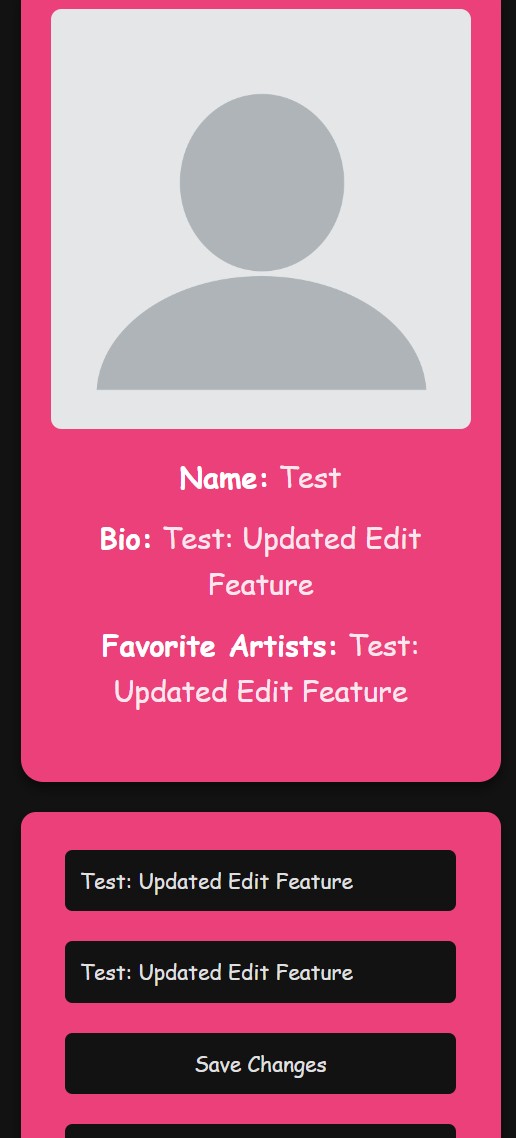 Name: Test
Bio: Test: Updated Edit
Feature
Favorite Artists: Test:
Updated Edit Feature
Test: Updated Edit Feature
Test: Updated Edit Feature
Save Changes